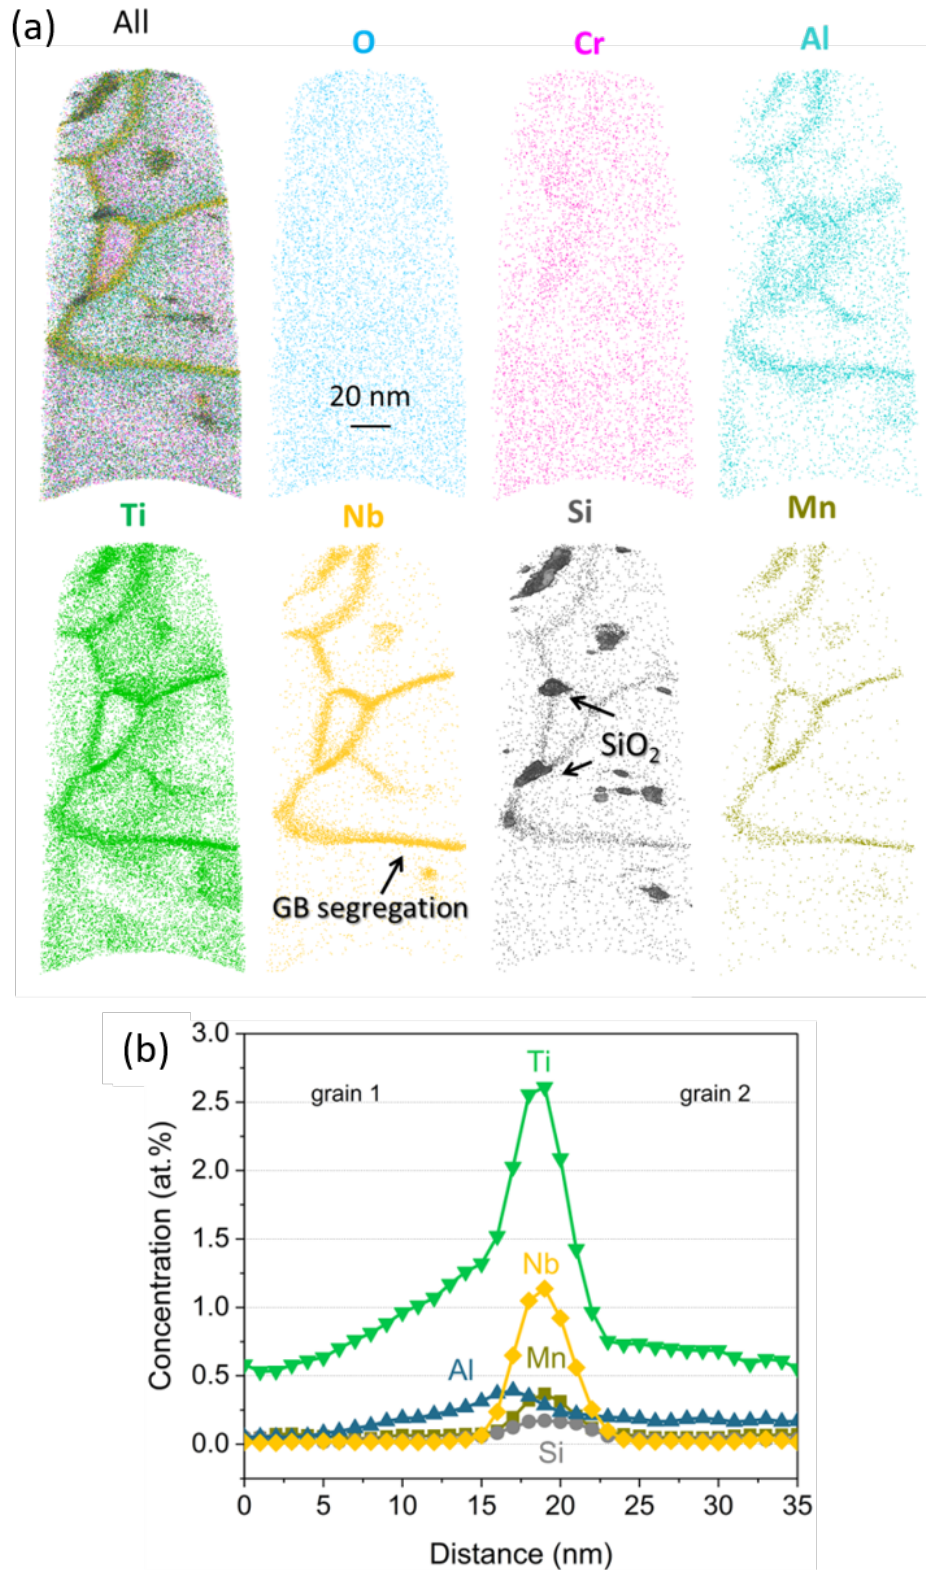 (a)
All
O
Cr
Al
20 nm
Ti
Nb
Si
Mn
SiO₂
GB segregation
(b)
3.0
2.5
2.0
1.5
1.0
0.5
0.0
Concentration (at.%)
grain 1
Ti
grain 2
Nb
Al
Mn
Si
0 5 10 15 20 25 30 35
Distance (nm)